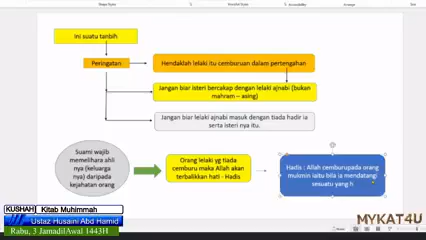 Ini suatu tanbih
Peringatan
Hendaklah lelaki itu cemburuan dalam pertengahan
Jangan biar isteri bercakap dengan lelaki ajnabi (bukan
mahram – asing)
Jangan biar lelaki ajnabi masuk dengan tiada hadir ia
serta isteri nya itu.
Suami wajib
memelihara ahli
nya (keluarga
nya) daripada
kejahatan orang
Orang lelaki yg tiada
cemburu maka Allah akan
terbalikkan hati - Hadis
Hadis : Allah cemburupada orang
mukmin iaitu bila ia mendatangi
sesuatu yang h
KUSHAH Kitab Muhimmah
Ustaz Husaini Abd Hamid
Rabu, 3 JamadilAwal 1443H
MYKAT4U